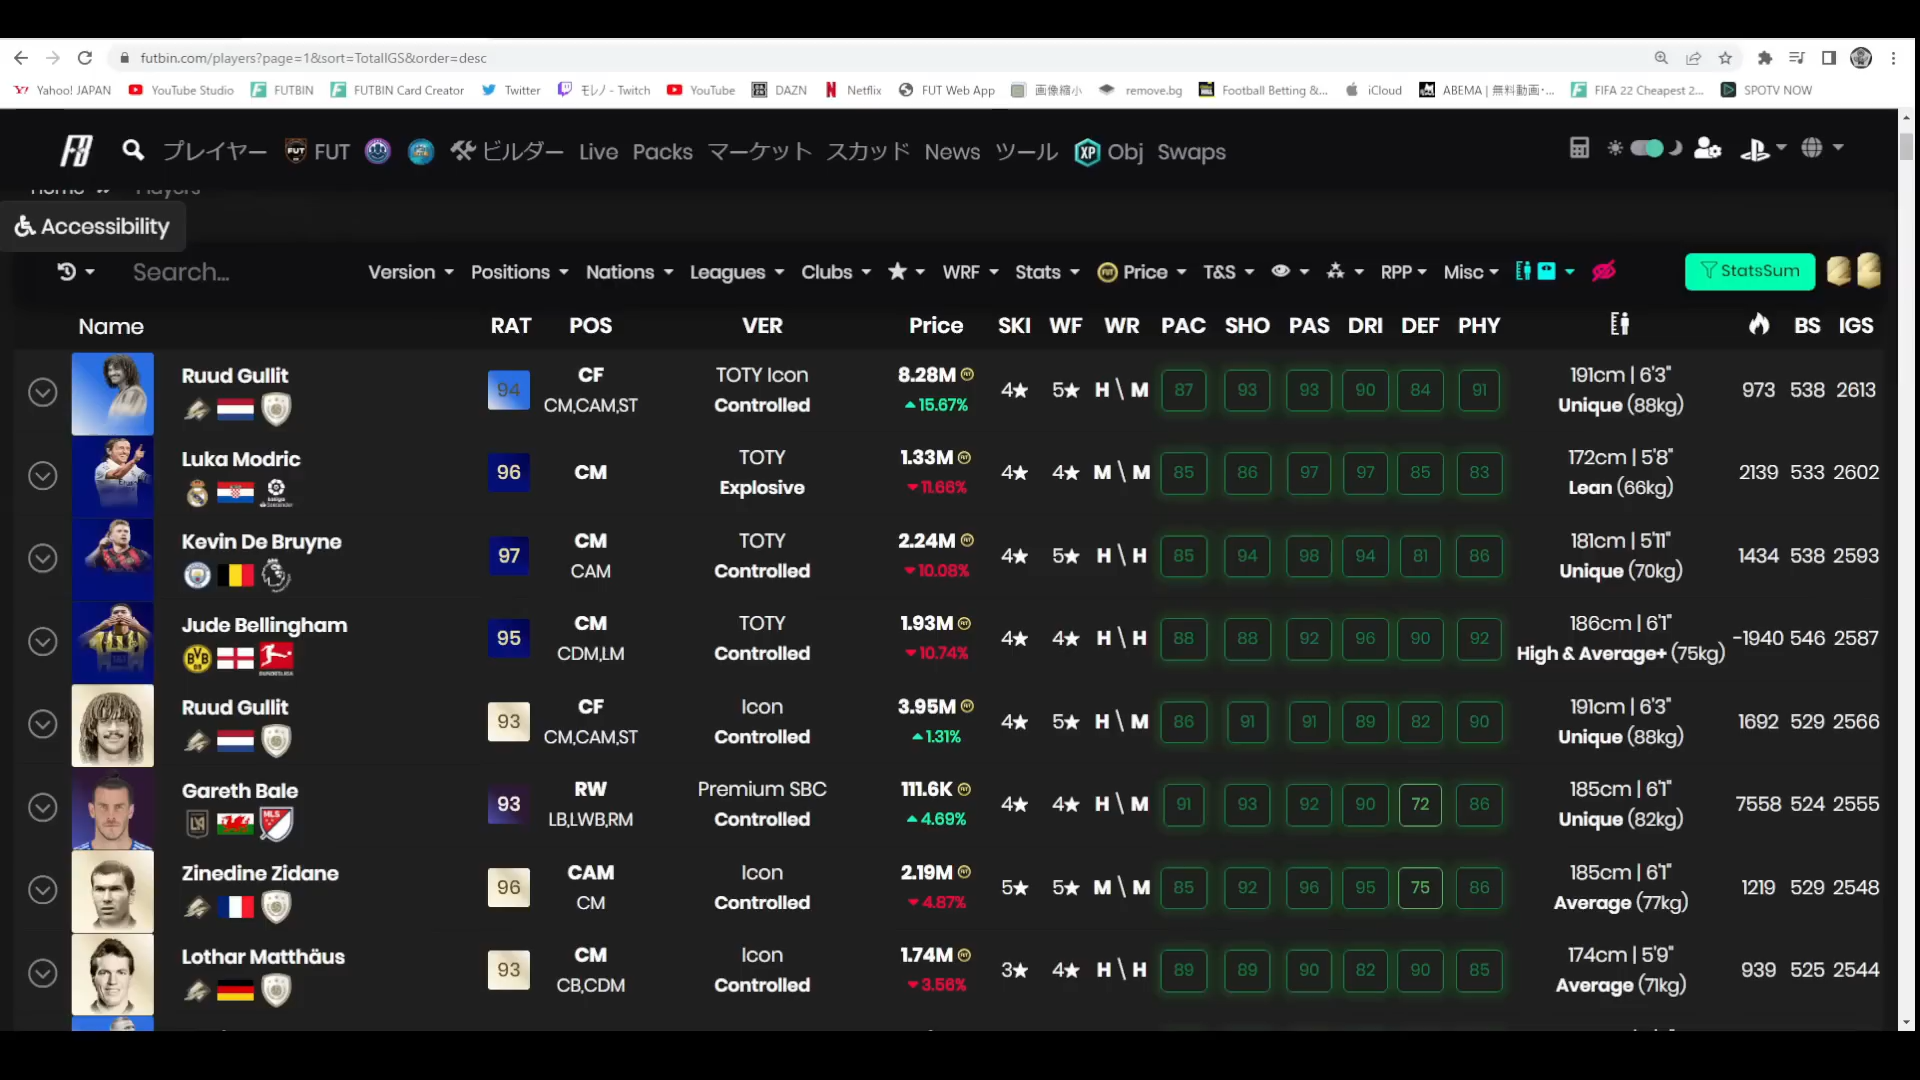 futbin.com/players?page=1&sort=TotalIGS&order=desc
Yahoo! JAPAN YouTube Studio FUTBIN FUTBIN Card Creator Twitter モレノ - Twitch YouTube DAZN Netflix FUT Web App 画像縮小 remove.bg Football Betting &... iCloud ABEMA | 無料動画・... FIFA 22 Cheapest 2... SPOTV NOW
プレイヤー FUT ビルダー Live Packs マーケット スカッド News ツール XP Obj Swaps
Home » Players
Accessibility
Search... Version Positions Nations Leagues Clubs ★ WRF Stats Price T&S RPP Misc StatsSum
Name RAT POS VER Price SKI WF WR PAC SHO PAS DRI DEF PHY BS IGS
Ruud Gullit 94 CF TOTY Icon 8.28M 4★ 5★ H \ M 87 93 93 90 84 91 191cm | 6'3" 973 538 2613
CM,CAM,ST Controlled 15.67% Unique (88kg)
Luka Modric 96 CM TOTY 1.33M 4★ 4★ M \ M 85 86 97 97 85 83 172cm | 5'8" 2139 533 2602
Explosive 11.66% Lean (66kg)
Kevin De Bruyne 97 CM TOTY 2.24M 4★ 5★ H \ H 85 94 98 94 81 86 181cm | 5'11" 1434 538 2593
CAM Controlled 10.08% Unique (70kg)
Jude Bellingham 95 CM TOTY 1.93M 4★ 4★ H \ H 88 88 92 96 90 92 186cm | 6'1" -1940 546 2587
BVB 09 CDM,LM Controlled 10.74% High & Average+ (75kg)
Ruud Gullit 93 CF Icon 3.95M 4★ 5★ H \ M 86 91 91 89 82 90 191cm | 6'3" 1692 529 2566
CM,CAM,ST Controlled 1.31% Unique (88kg)
Gareth Bale 93 RW Premium SBC 111.6K 4★ 4★ H \ M 91 93 92 90 72 86 185cm | 6'1" 7558 524 2555
MLS LB,LWB,RM Controlled 4.69% Unique (82kg)
Zinedine Zidane 96 CAM Icon 2.19M 5★ 5★ M \ M 85 92 96 95 75 86 185cm | 6'1" 1219 529 2548
CM Controlled 4.87% Average (77kg)
Lothar Matthäus 93 CM Icon 1.74M 3★ 4★ H \ H 89 89 90 82 90 85 174cm | 5'9" 939 525 2544
CB,CDM Controlled 3.56% Average (71kg)